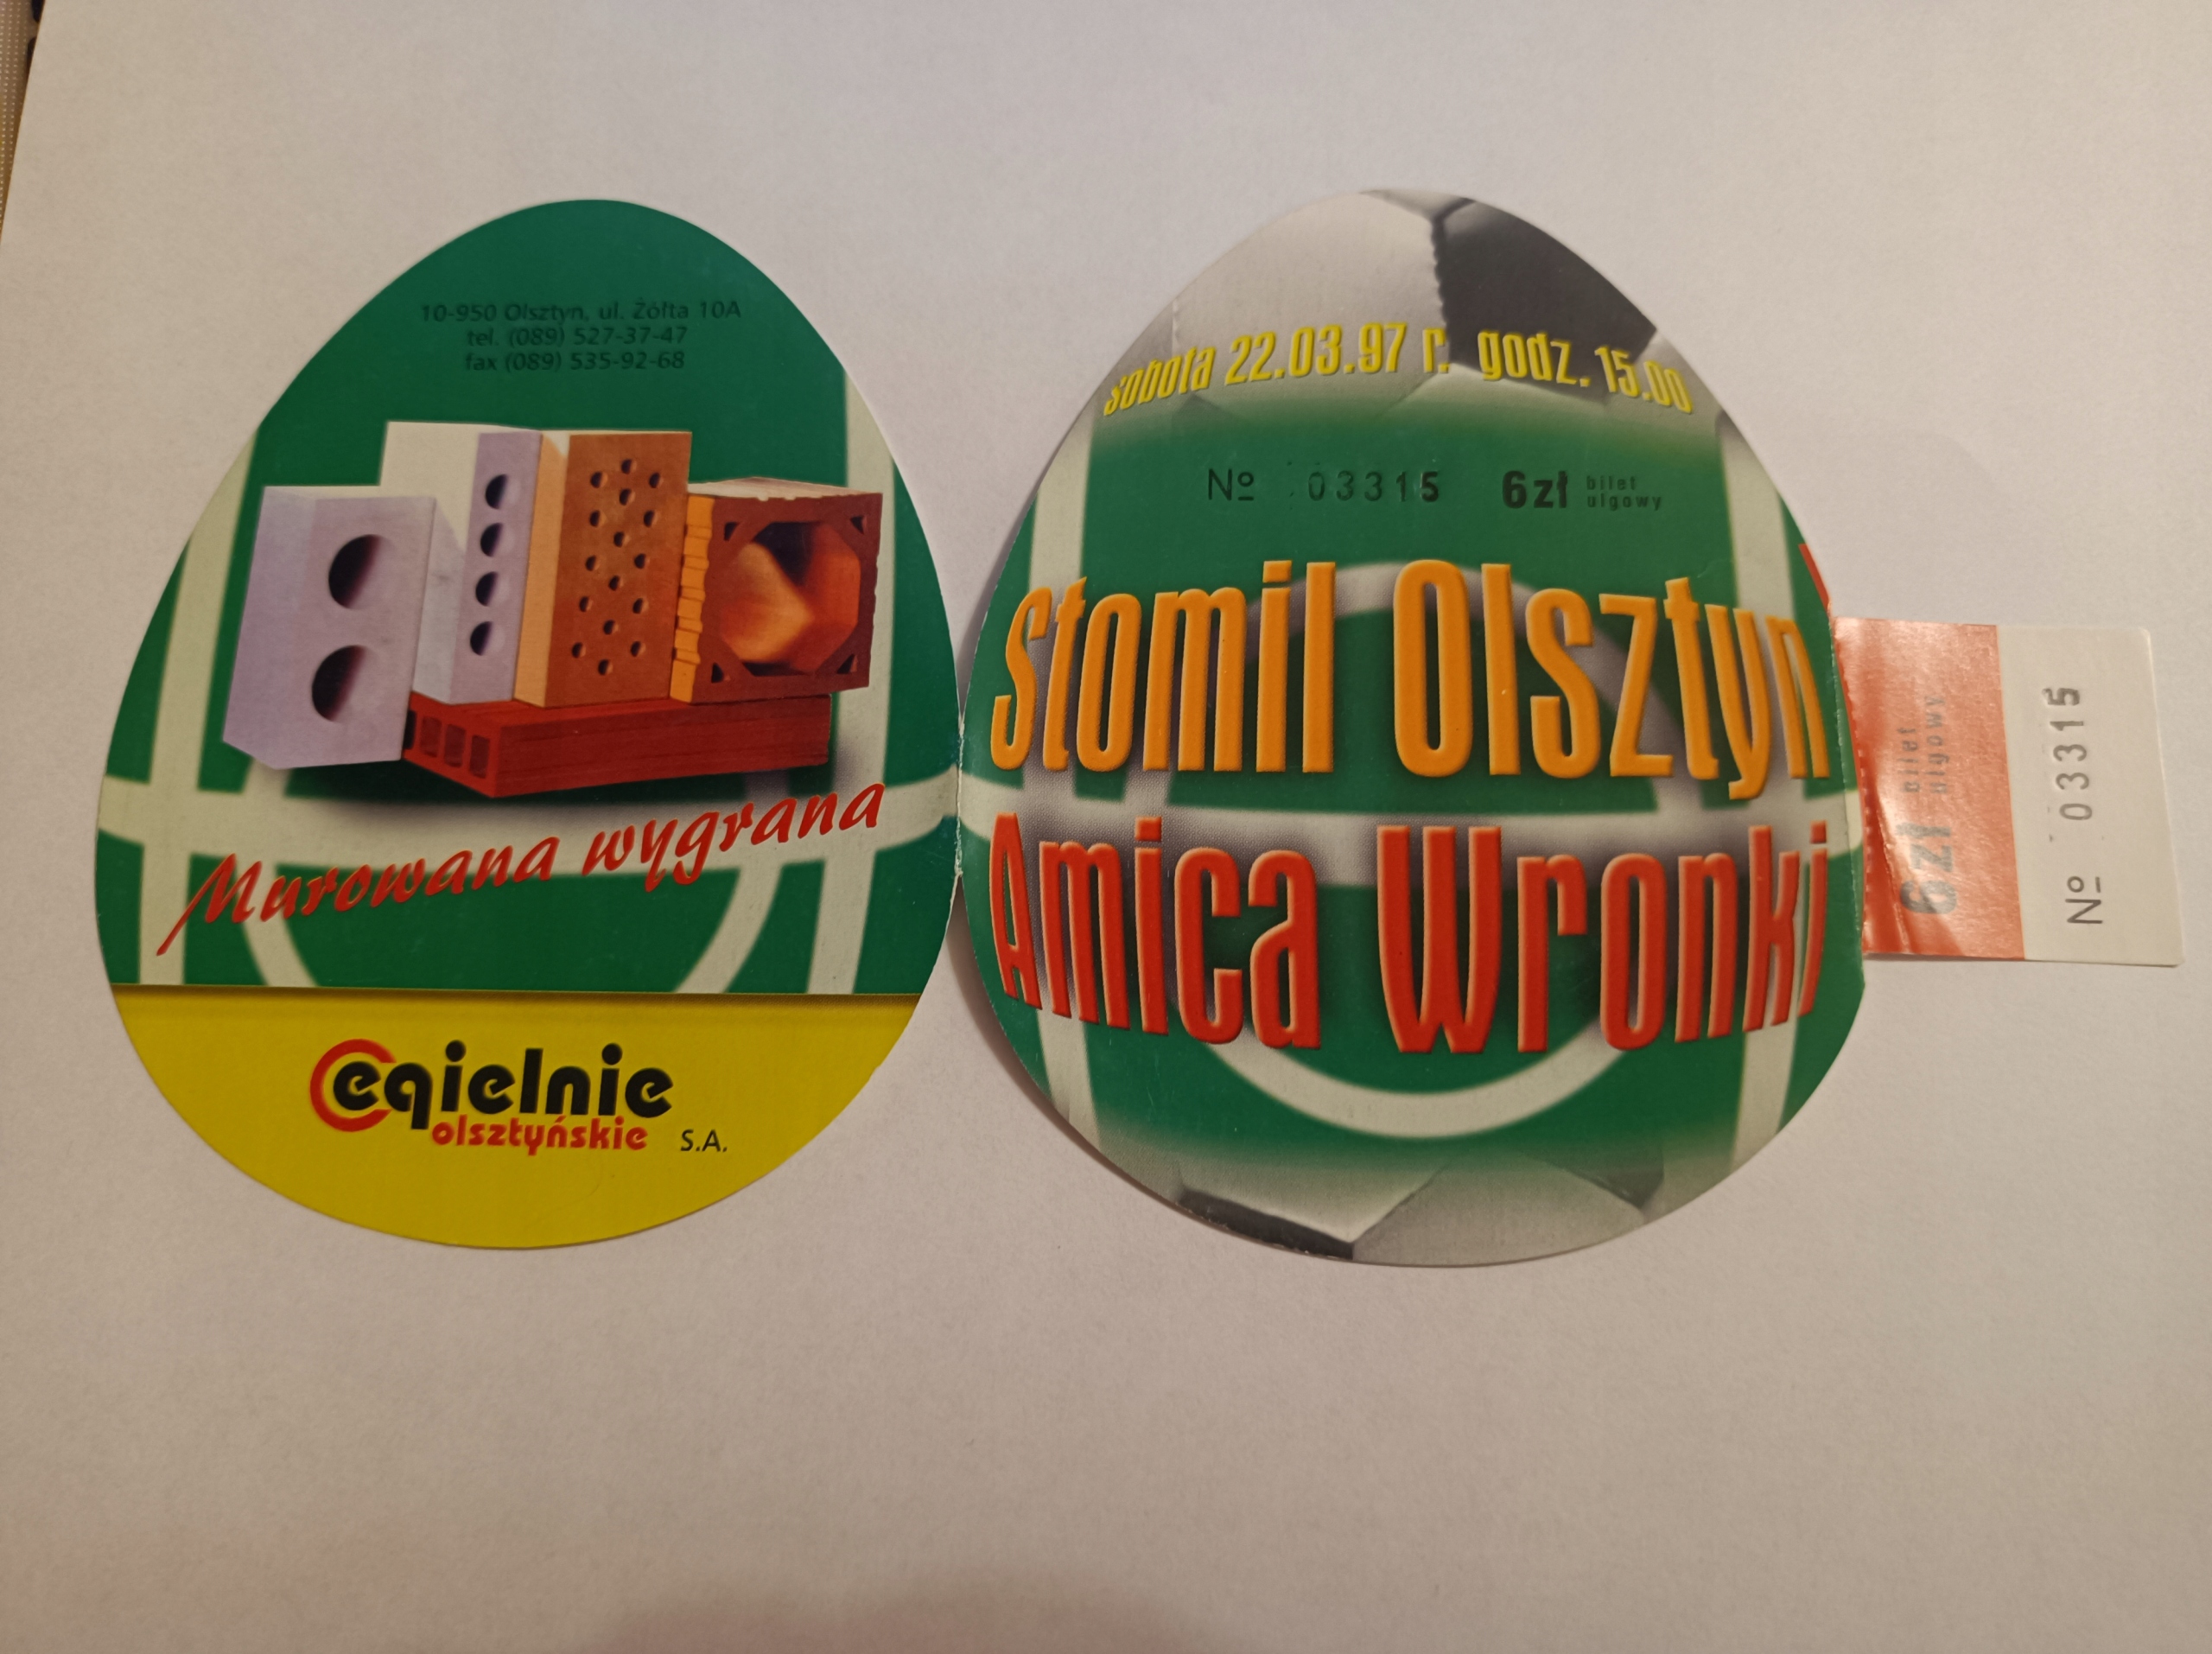 10-950 Olsztyn, ul. Żółta 10A
tel. (089) 527-37-47
fax (089) 535-92-68
Murowana wygrana
Cegielnie
olsztyńskie S.A.
sobota 22.03.97 r. godz. 15.00
Nº 03315 6zł bilet
ulgowy
Stomil Olsztyn
Amica Wronki
6zł bilet
ulgowy
Nº 03315